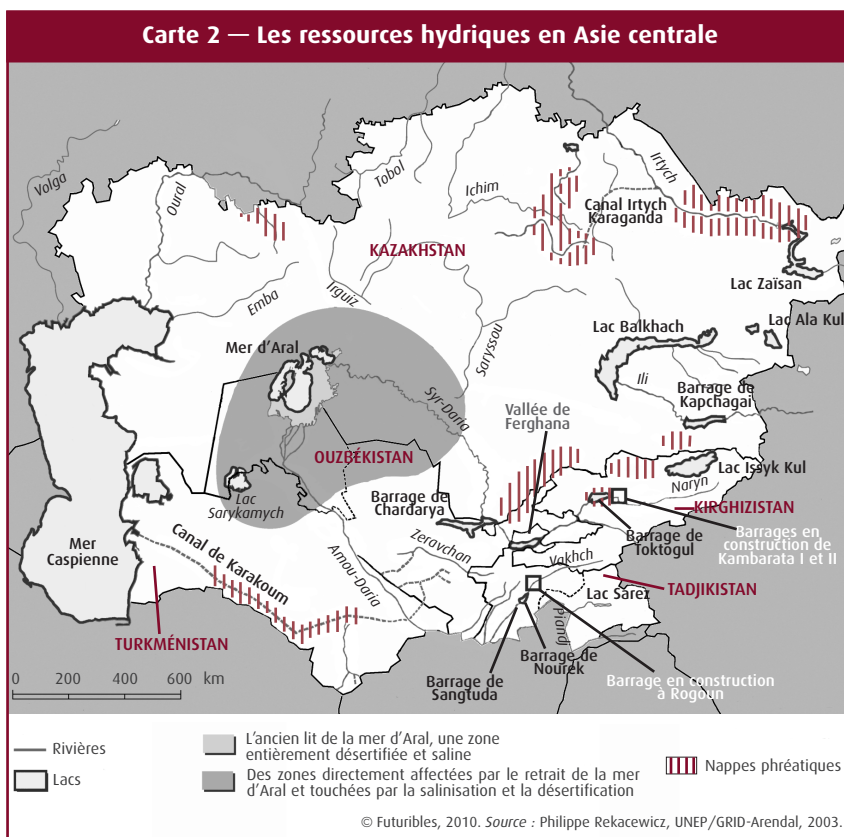 Carte 2 — Les ressources hydriques en Asie centrale
Volga
Oural
Tobol
Ichim
Irtych
Canal Irtych
Karaganda
KAZAKHSTAN
Lac Zaïsan
Emba
Irguiz
Lac Ala Kul
Lac Balkhach
Mer d'Aral
Saryssou
Ili
Barrage de
Kapchagai
Syr-Daria
Vallée de
Ferghana
OUZBÉKISTAN
Lac Issyk Kul
Lac
Sarykamych
Naryn
Barrage de
Chardarya
KIRGHIZISTAN
Barrage de
Toktogul
Barrages en
construction de
Kambarata I et II
Mer
Caspienne
Canal de Karakoum
Amou-Daria
Zeravchan
Vakhch
Lac Sarez
TADJIKISTAN
Piandj
TURKMÉNISTAN
Barrage de
Nourek
Barrage de
Sangtuda
Barrage en construction
à Rogoun
0 200 400 600 km
Rivières
Lacs
L'ancien lit de la mer d'Aral, une zone
entièrement désertifiée et saline
Des zones directement affectées par le retrait de la mer
d'Aral et touchées par la salinisation et la désertification
Nappes phréatiques
© Futuribles, 2010. Source : Philippe Rekacewicz, UNEP/GRID-Arendal, 2003.